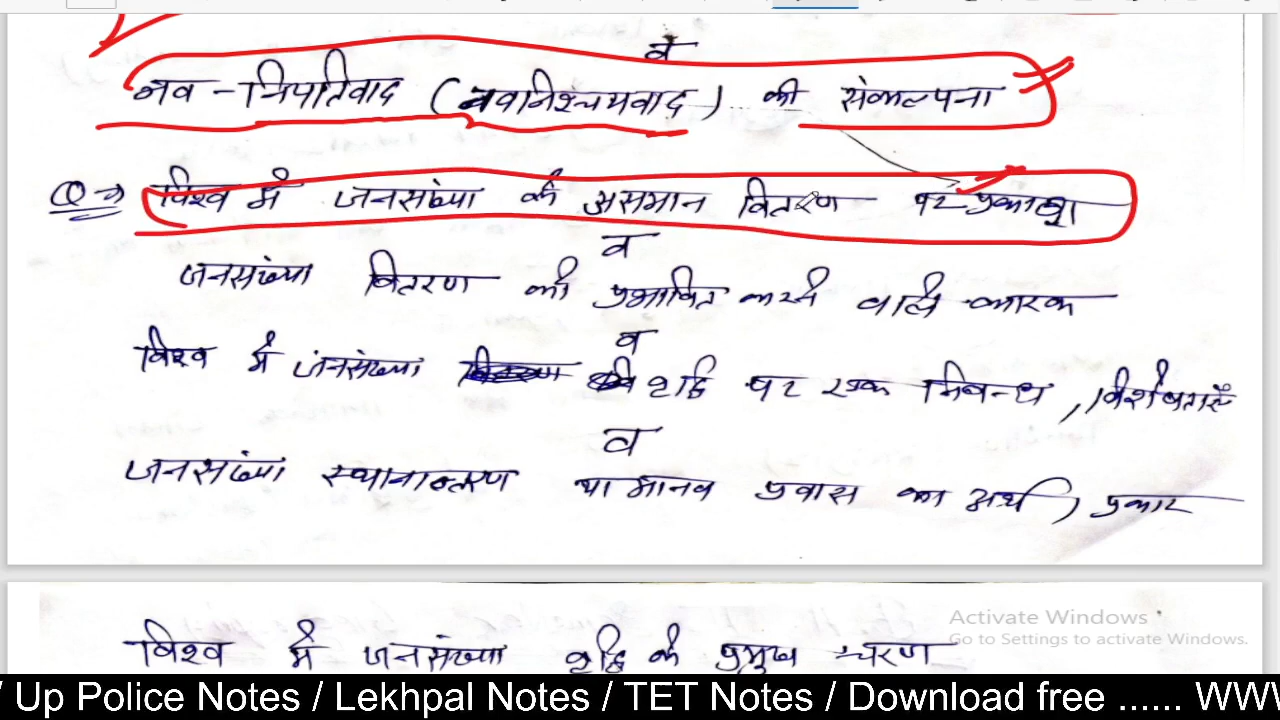 व
नव - नियतिवाद (नवनिश्चयवाद) की संकल्पना
Q→ विश्व में जनसंख्या के असमान वितरण पर प्रकाश
व
जनसंख्या वितरण को प्रभावित करने वाले कारक
व
विश्व में जनसंख्या वृद्धि पर एक निबन्ध, विशेषताएँ
व
जनसंख्या स्थानान्तरण या मानव प्रवास का अर्थ, प्रकार
विश्व में जनसंख्या वृद्धि के प्रमुख चरण
Activate Windows
Go to Settings to activate Windows.
/ Up Police Notes / Lekhpal Notes / TET Notes / Download free ...... WWW